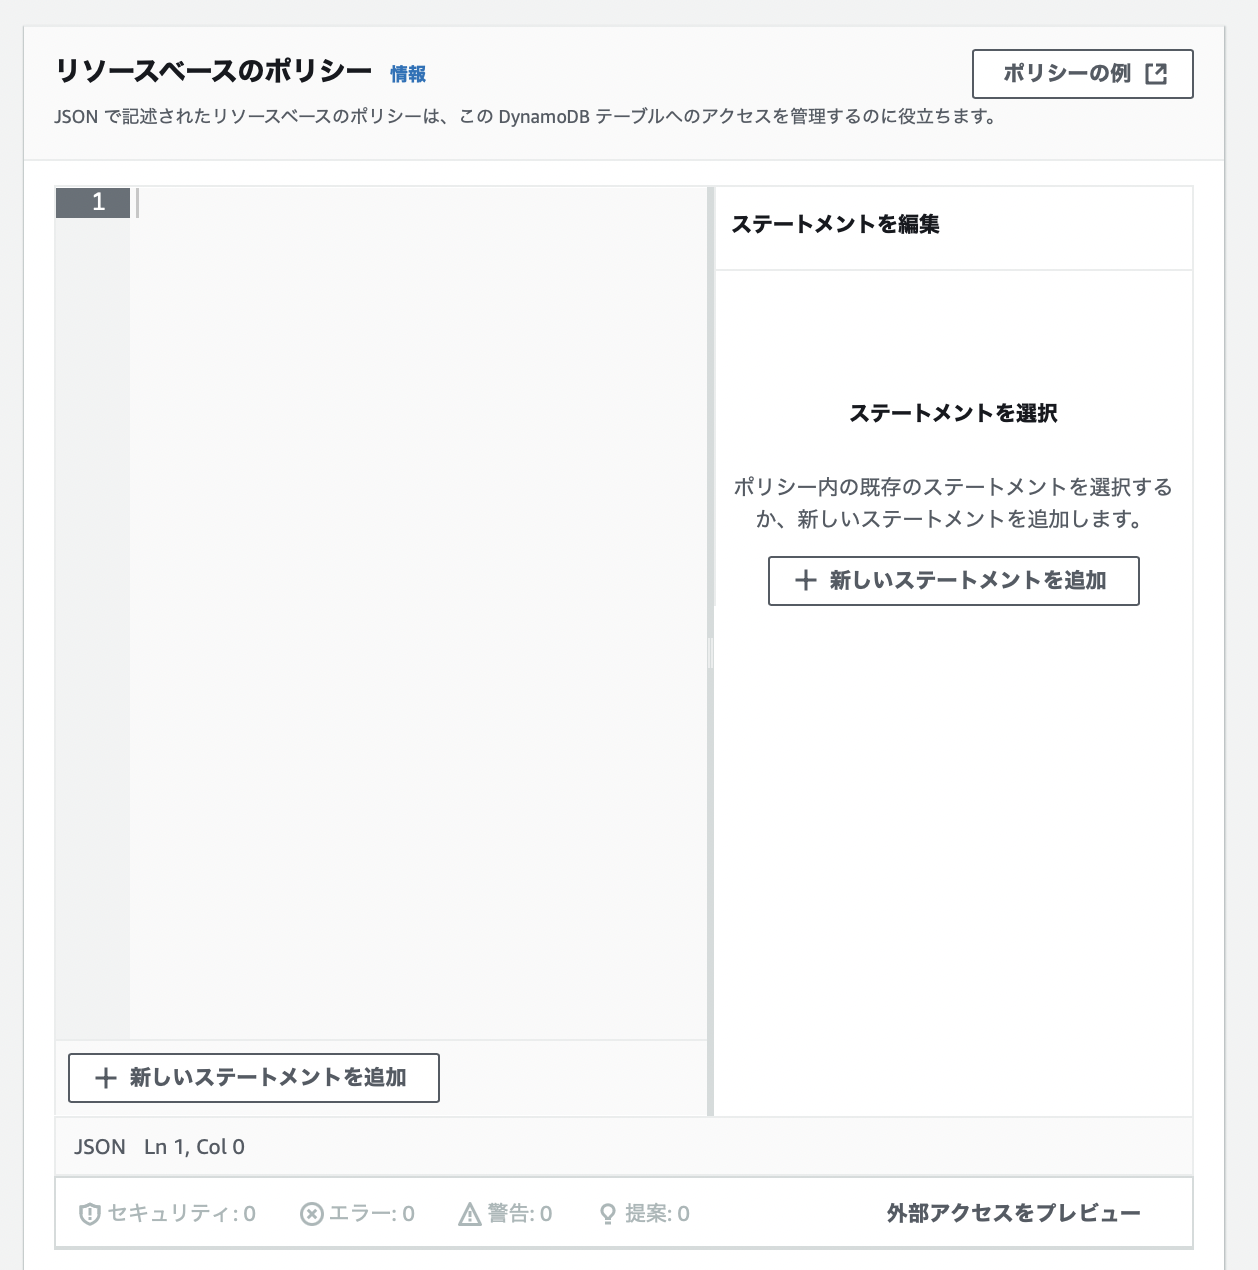 リソースベースのポリシー 情報
ポリシーの例
JSON で記述されたリソースベースのポリシーは、この DynamoDB テーブルへのアクセスを管理するのに役立ちます。
1
ステートメントを編集
ステートメントを選択
ポリシー内の既存のステートメントを選択する
か、新しいステートメントを追加します。
新しいステートメントを追加
新しいステートメントを追加
JSON Ln 1, Col 0
セキュリティ: 0 エラー: 0 警告: 0 提案: 0 外部アクセスをプレビュー